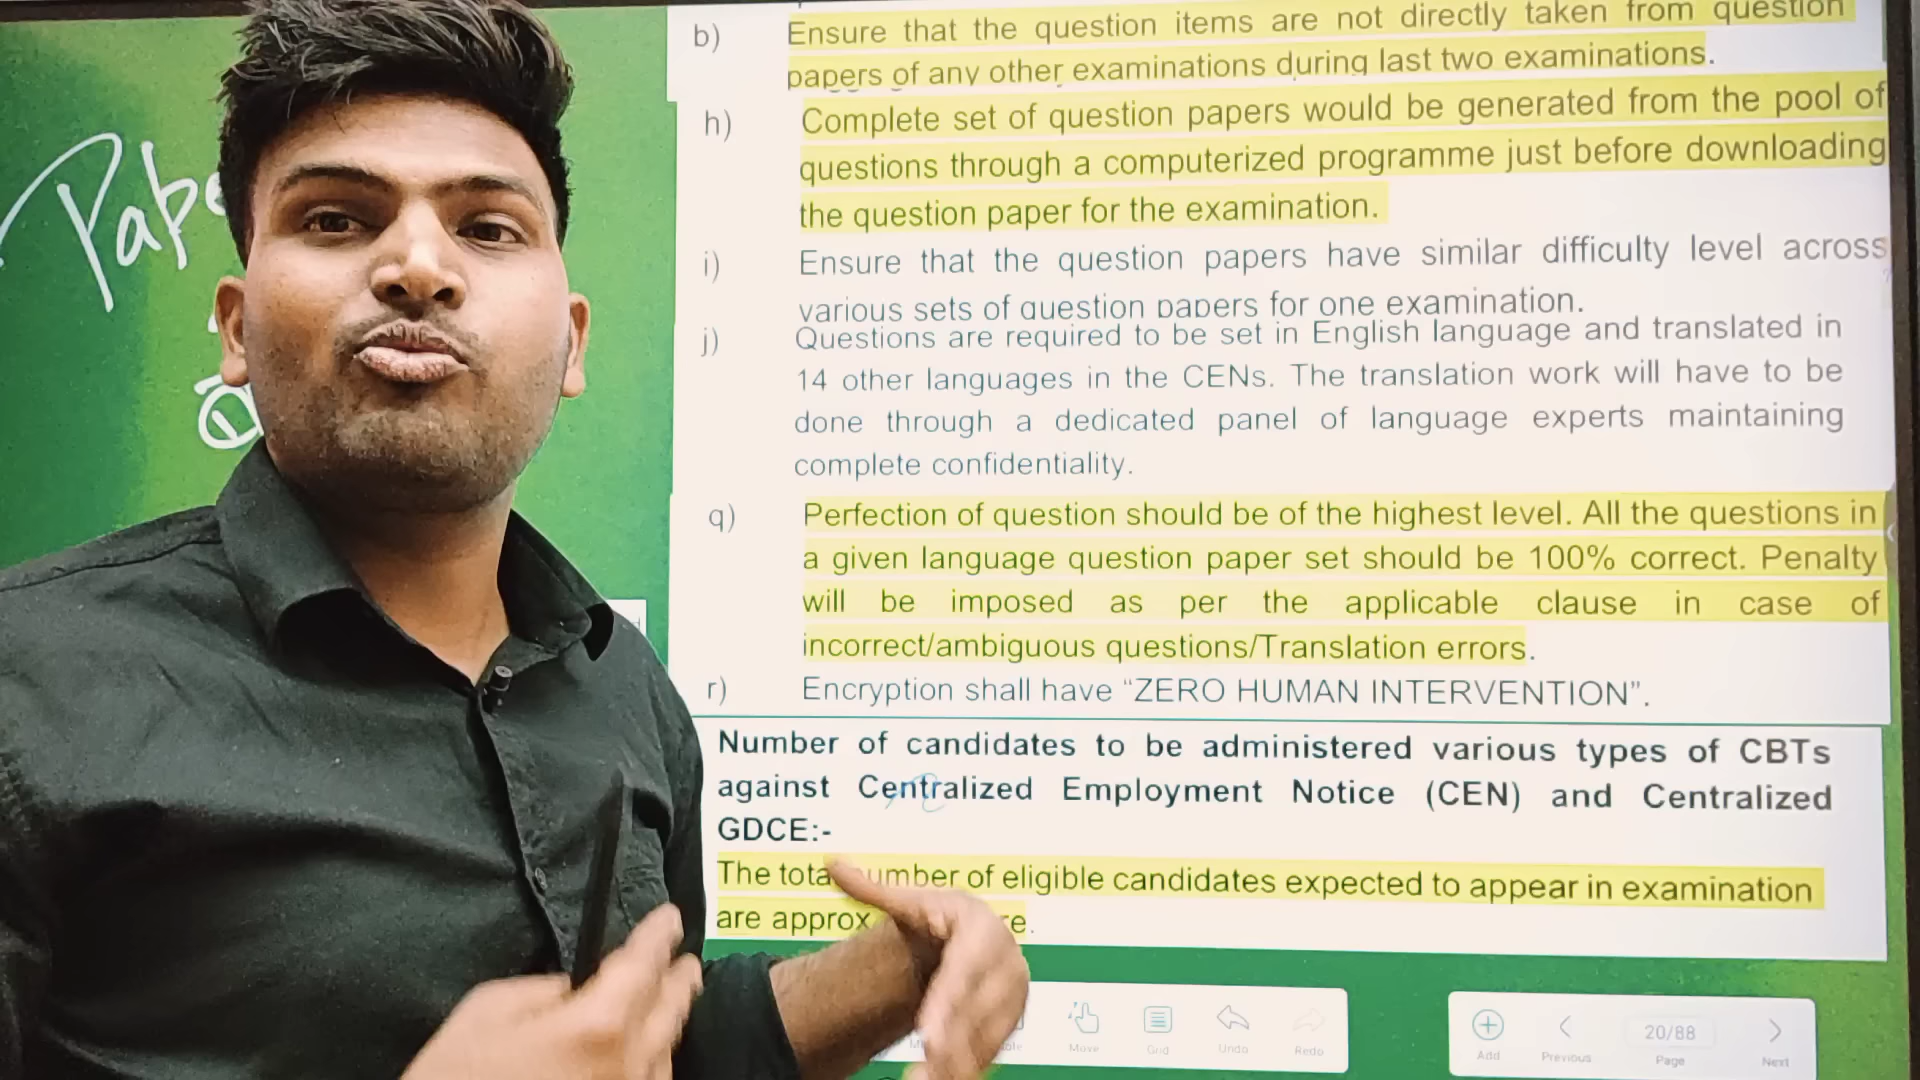 b) Ensure that the question items are not directly taken from question
papers of any other examinations during last two examinations.
h) Complete set of question papers would be generated from the pool of
questions through a computerized programme just before downloading
the question paper for the examination.
i) Ensure that the question papers have similar difficulty level across
various sets of question papers for one examination.
j) Questions are required to be set in English language and translated in
14 other languages in the CENs. The translation work will have to be
done through a dedicated panel of language experts maintaining
complete confidentiality.
q) Perfection of question should be of the highest level. All the questions in
a given language question paper set should be 100% correct. Penalty
will be imposed as per the applicable clause in case of
incorrect/ambiguous questions/Translation errors.
r) Encryption shall have “ZERO HUMAN INTERVENTION”.
Number of candidates to be administered various types of CBTs
against Centralized Employment Notice (CEN) and Centralized
GDCE:-
The of eligible candidates expected to appear in examination
are approx
Move Grid Undo Redo
Add Previous 20/88 Page Next
①